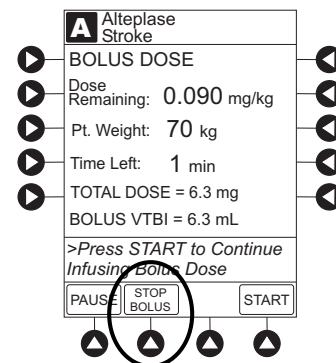 A Alteplase
Stroke
BOLUS DOSE
Dose
Remaining: 0.090 mg/kg
Pt. Weight: 70 kg
Time Left: 1 min
TOTAL DOSE = 6.3 mg
BOLUS VTBI = 6.3 mL
>Press START to Continue
Infusing Bolus Dose
PAUSE STOP BOLUS START